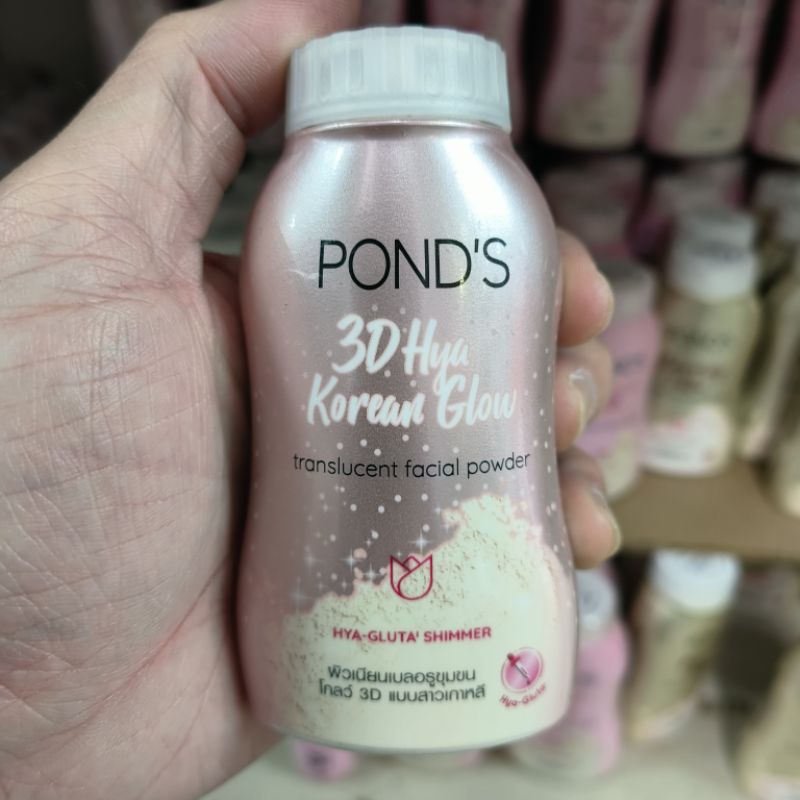 POND'S
3D Hya
Korean Glow
translucent facial powder
HYA-GLUTA¹ SHIMMER
ผิวเนียนเบลอรูขุมขน
โกลว์ 3D แบบสาวเกาหลี
Hya-Gluta¹